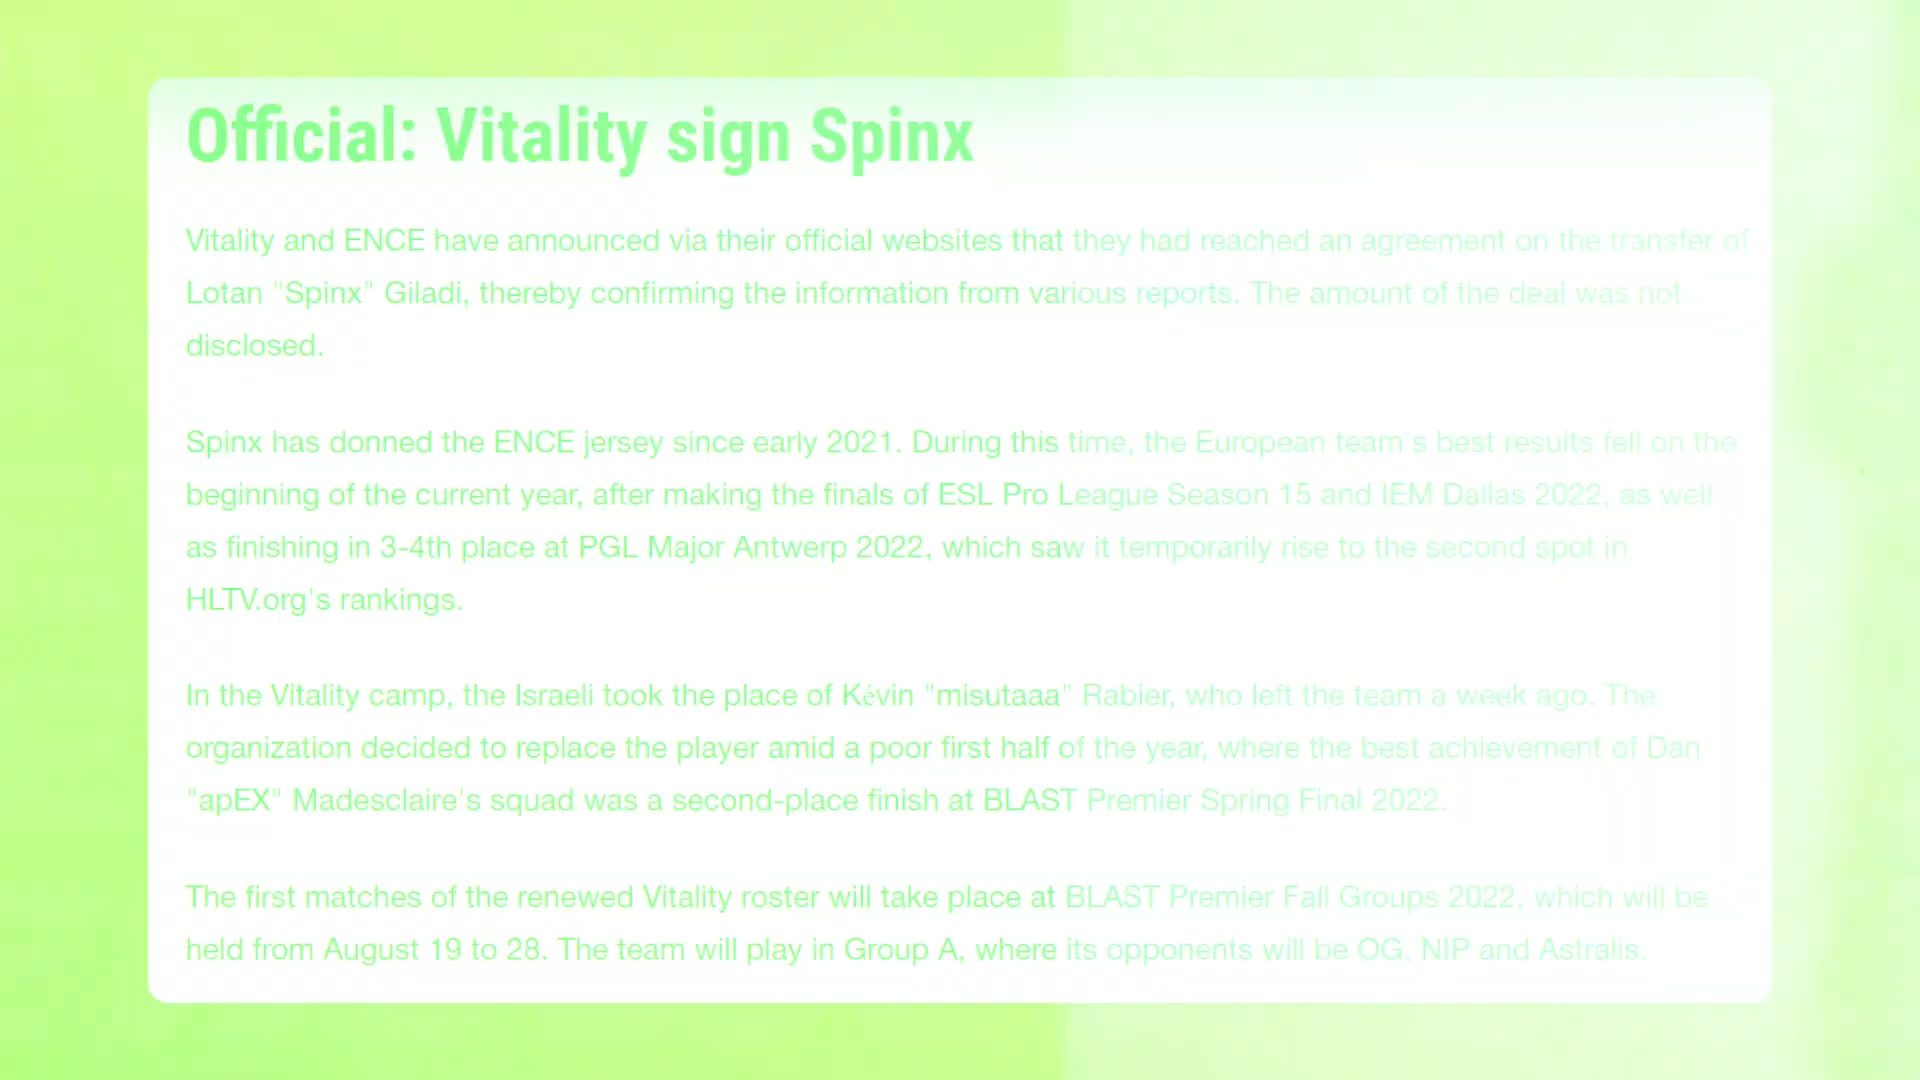 Official: Vitality sign Spinx
Vitality and ENCE have announced via their official websites that they had reached an agreement on the transfer of
Lotan "Spinx" Giladi, thereby confirming the information from various reports. The amount of the deal was not
disclosed.
Spinx has donned the ENCE jersey since early 2021. During this time, the European team's best results fell on the
beginning of the current year, after making the finals of ESL Pro League Season 15 and IEM Dallas 2022, as well
as finishing in 3-4th place at PGL Major Antwerp 2022, which saw it temporarily rise to the second spot in
HLTV.org's rankings.
In the Vitality camp, the Israeli took the place of Kévin "misutaaa" Rabier, who left the team a week ago. The
organization decided to replace the player amid a poor first half of the year, where the best achievement of Dan
"apEX" Madesclaire's squad was a second-place finish at BLAST Premier Spring Final 2022.
The first matches of the renewed Vitality roster will take place at BLAST Premier Fall Groups 2022, which will be
held from August 19 to 28. The team will play in Group A, where its opponents will be OG, NIP and Astralis.